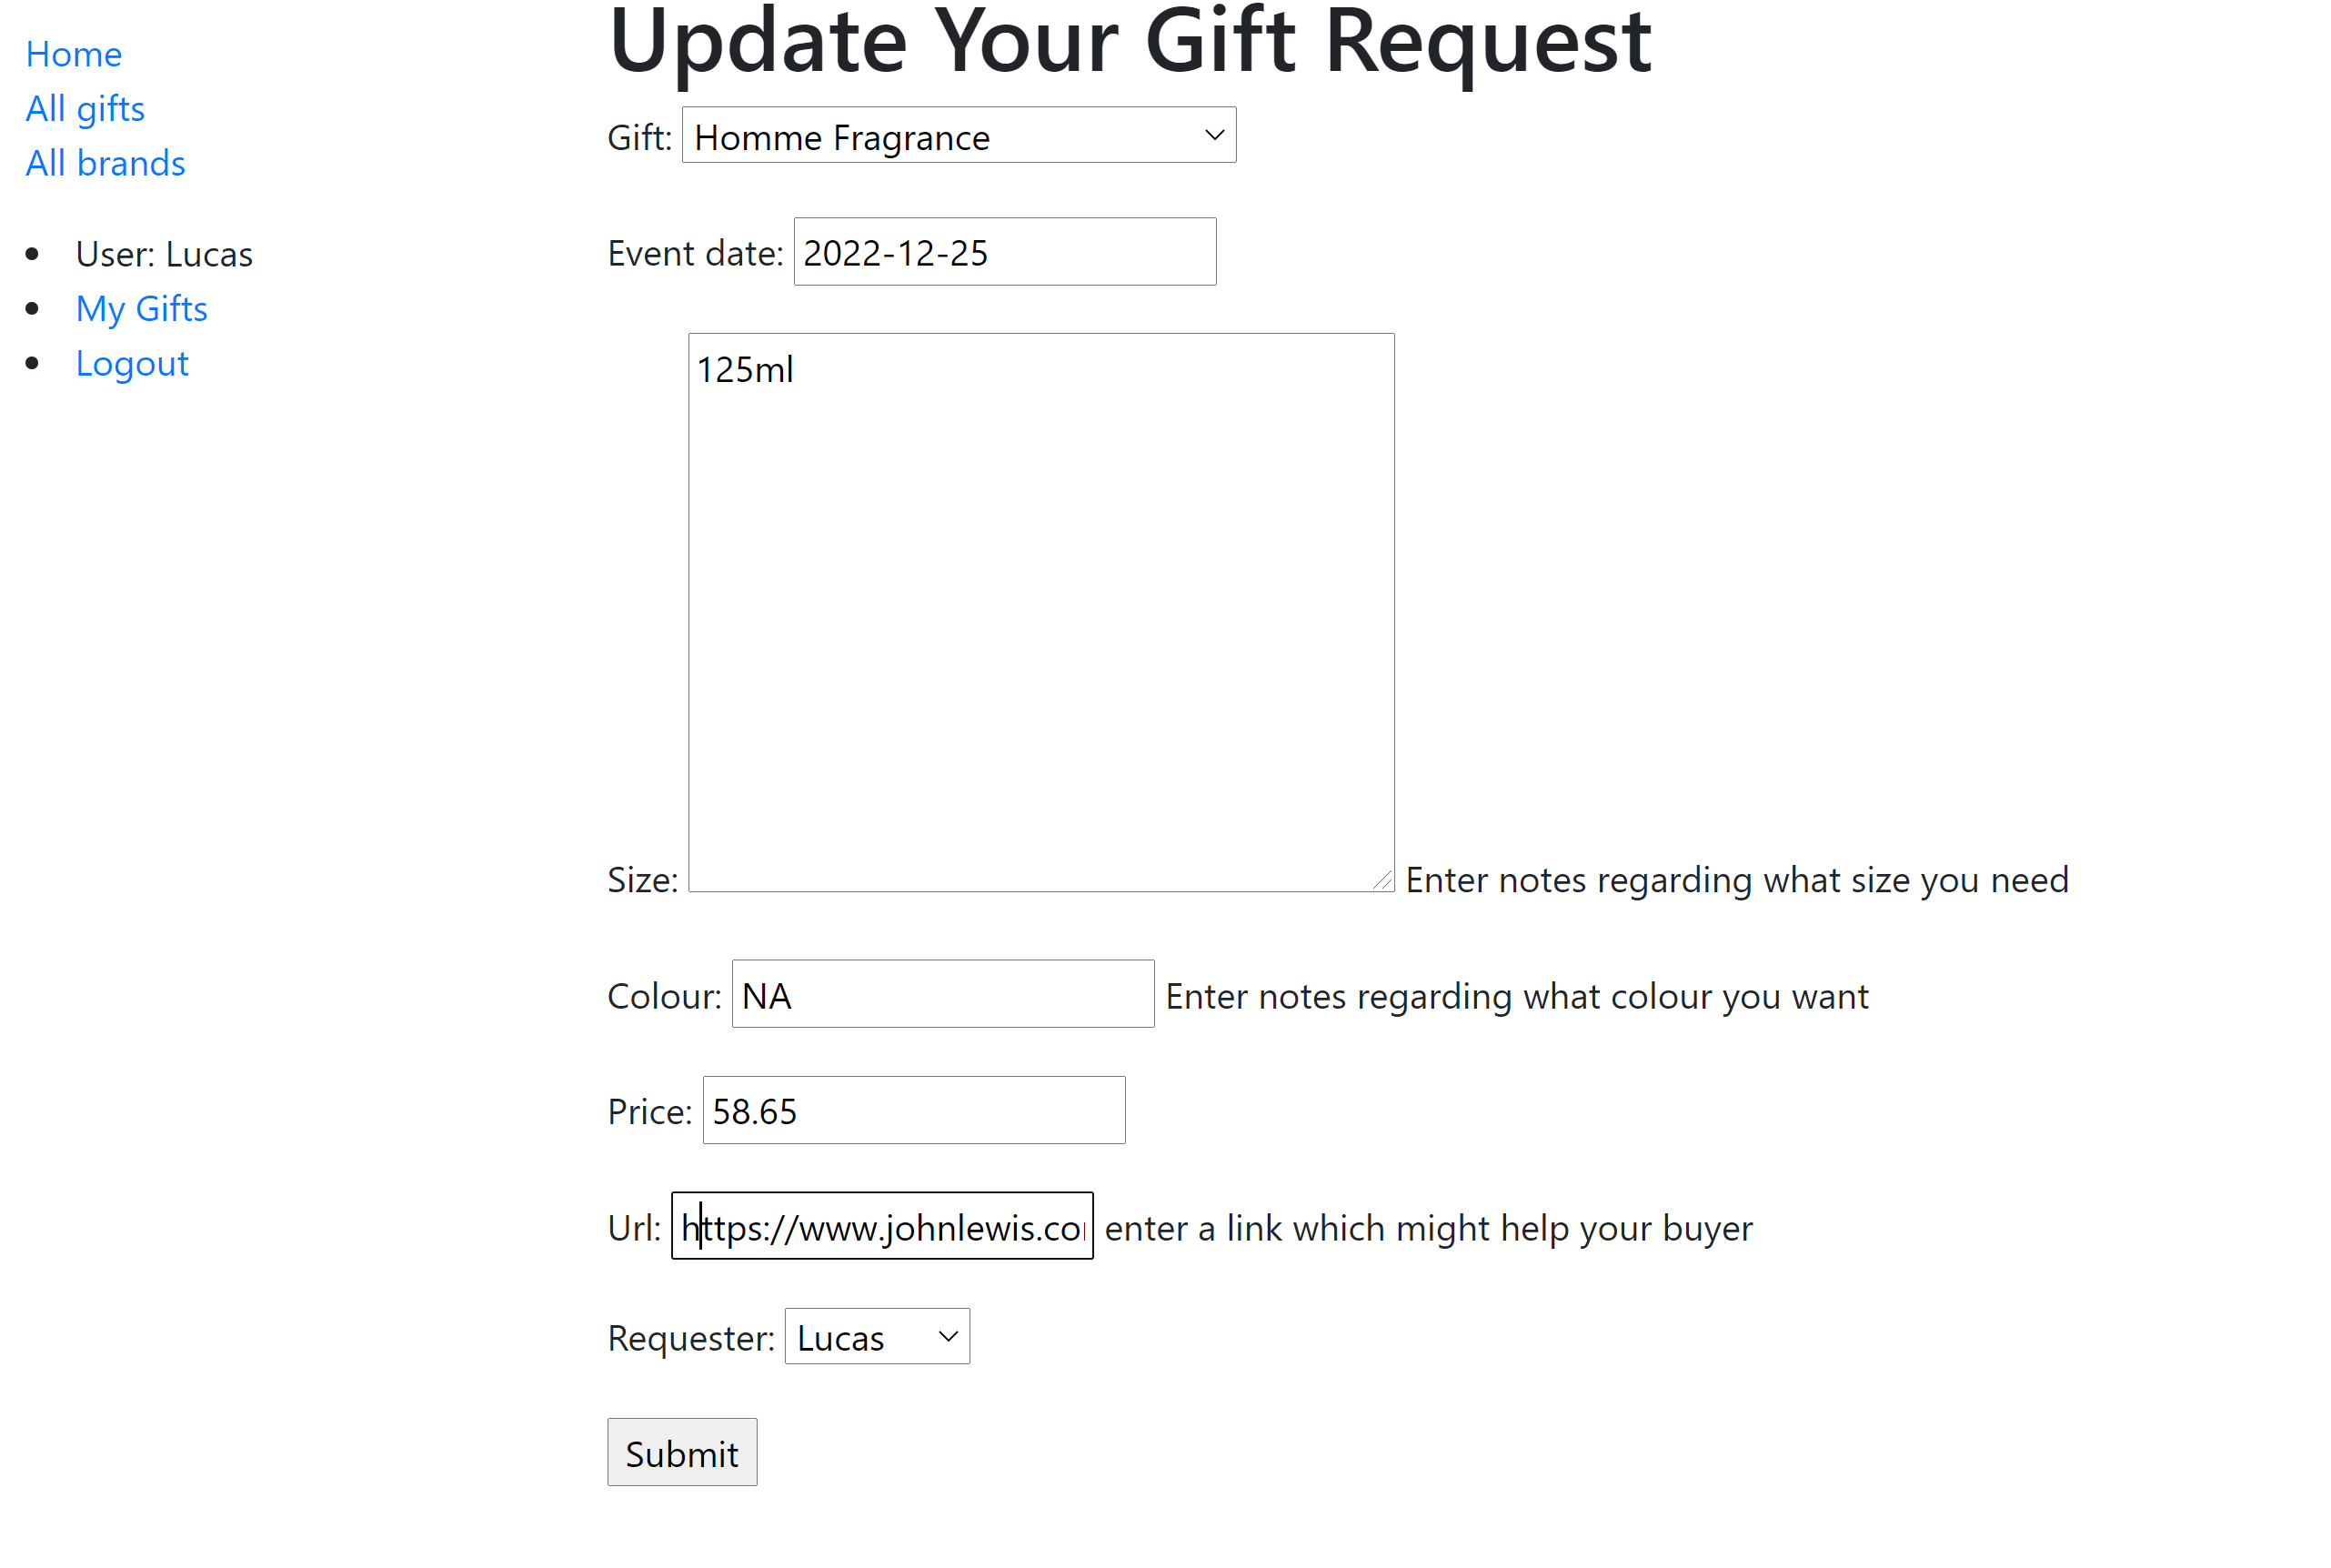 Home
All gifts
All brands
User: Lucas
My Gifts
Logout
Update Your Gift Request
Gift: Homme Fragrance
Event date: 2022-12-25
125ml
Size: Enter notes regarding what size you need
Colour: NA Enter notes regarding what colour you want
Price: 58.65
Url: https://www.johnlewis.co enter a link which might help your buyer
Requester: Lucas
Submit